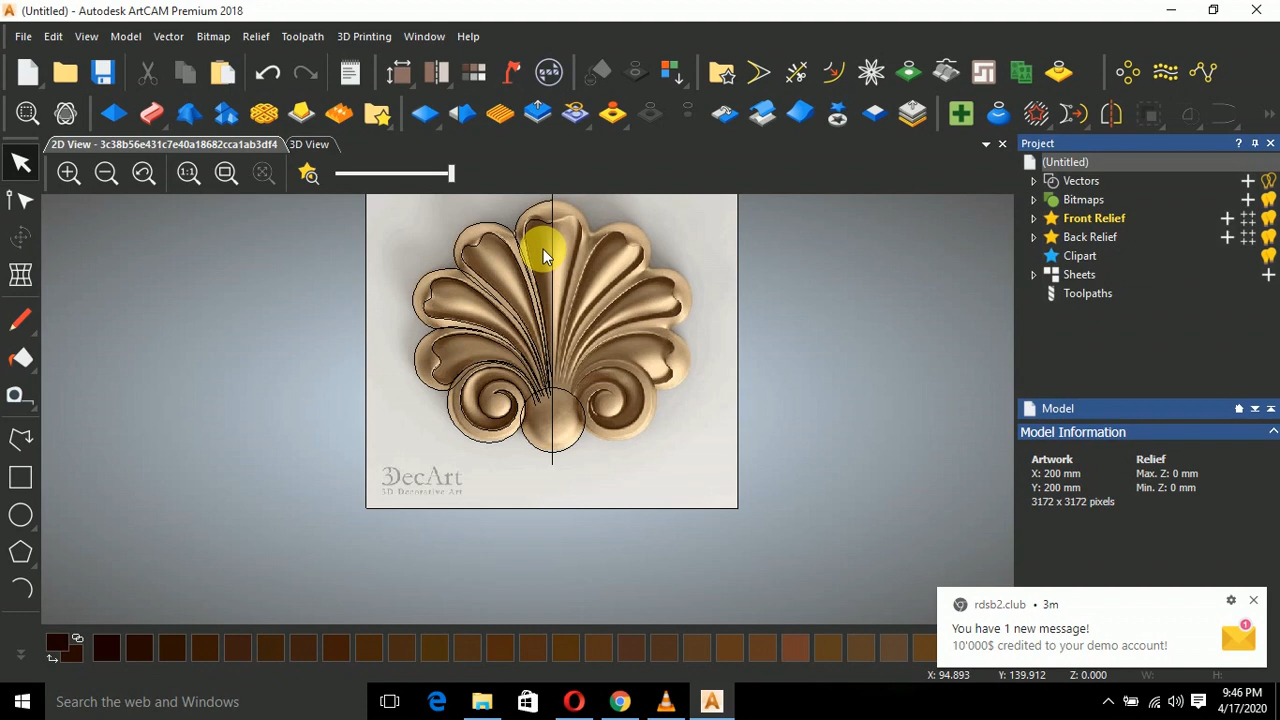 (Untitled) - Autodesk ArtCAM Premium 2018
File Edit View Model Vector Bitmap Relief Toolpath 3D Printing Window Help
2D View - 3c38b56e431c7e40a18682cca1ab3df4 3D View
1:1
Project
(Untitled)
Vectors
Bitmaps
Front Relief
Back Relief
Clipart
Sheets
Toolpaths
3DecArt
3D Decorative Art
Model
Model Information
Artwork Relief
X: 200 mm Max. Z: 0 mm
Y: 200 mm Min. Z: 0 mm
3172 x 3172 pixels
rdsb2.club • 3m
You have 1 new message!
10'000$ credited to your demo account!
1
X: 94.893 Y: 139.912 Z: 0.000 W: H:
Search the web and Windows
9:46 PM
4/17/2020